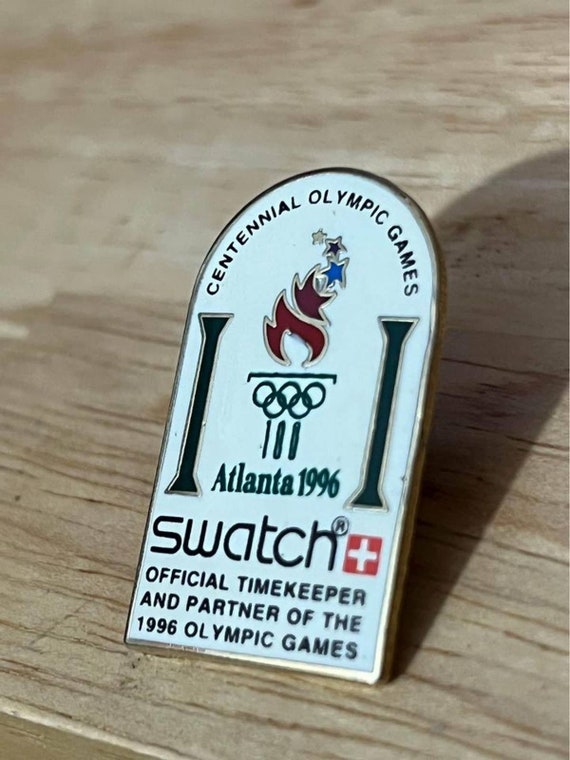 CENTENNIAL OLYMPIC GAMES
Atlanta 1996
swatch®
OFFICIAL TIMEKEEPER
AND PARTNER OF THE
1996 OLYMPIC GAMES